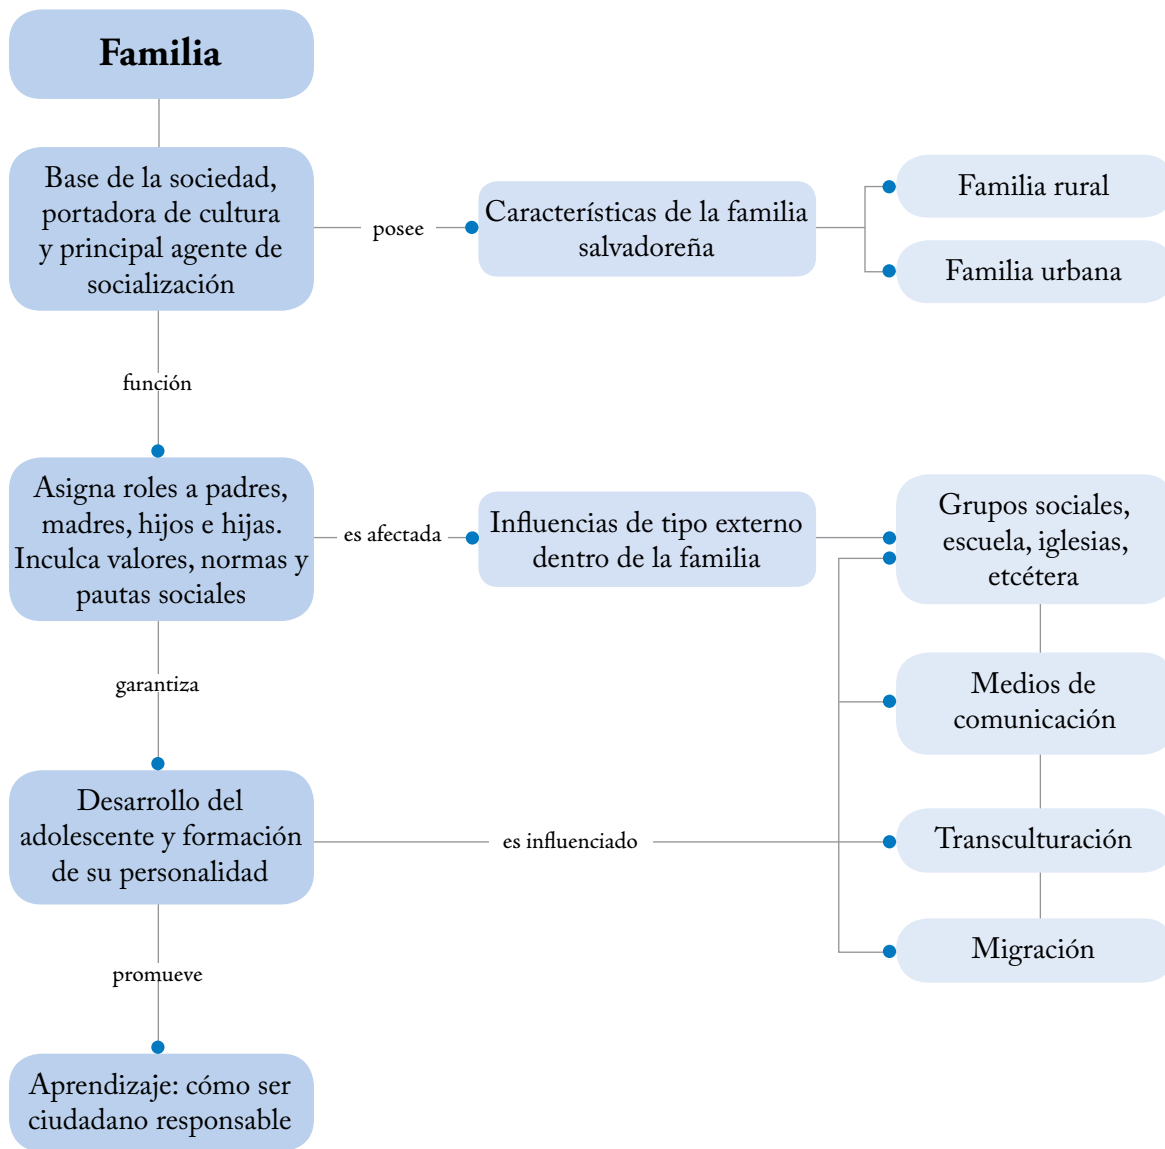 Familia
Base de la sociedad,
portadora de cultura
y principal agente de
socialización
posee
Características de la familia
salvadoreña
Familia rural
Familia urbana
función
Asigna roles a padres,
madres, hijos e hijas.
Inculca valores, normas y
pautas sociales
es afectada
Influencias de tipo externo
dentro de la familia
Grupos sociales,
escuela, iglesias,
etcétera
Medios de
comunicación
Transculturación
Migración
garantiza
Desarrollo del
adolescente y formación
de su personalidad
es influenciado
promueve
Aprendizaje: cómo ser
ciudadano responsable